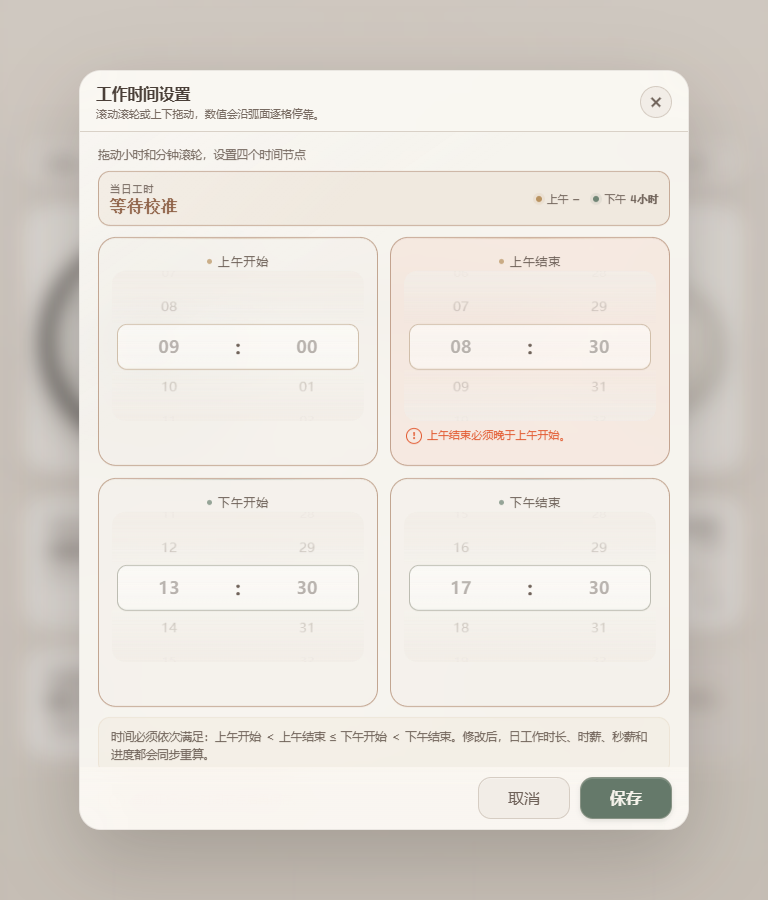 工作时间设置
滚动滚轮或上下拖动，数值会沿弧面逐格停靠。
×
拖动小时和分钟滚轮，设置四个时间节点
当日工时
等待校准
上午 – 下午 4小时
上午开始
08
09 : 00
10 01
上午结束
07 29
08 : 30
09 31
上午结束必须晚于上午开始。
下午开始
12 29
13 : 30
14 31
下午结束
16 29
17 : 30
18 31
时间必须依次满足：上午开始 < 上午结束 ≤ 下午开始 < 下午结束。修改后，日工作时长、时薪、秒薪和
进度都会同步重算。
取消
保存